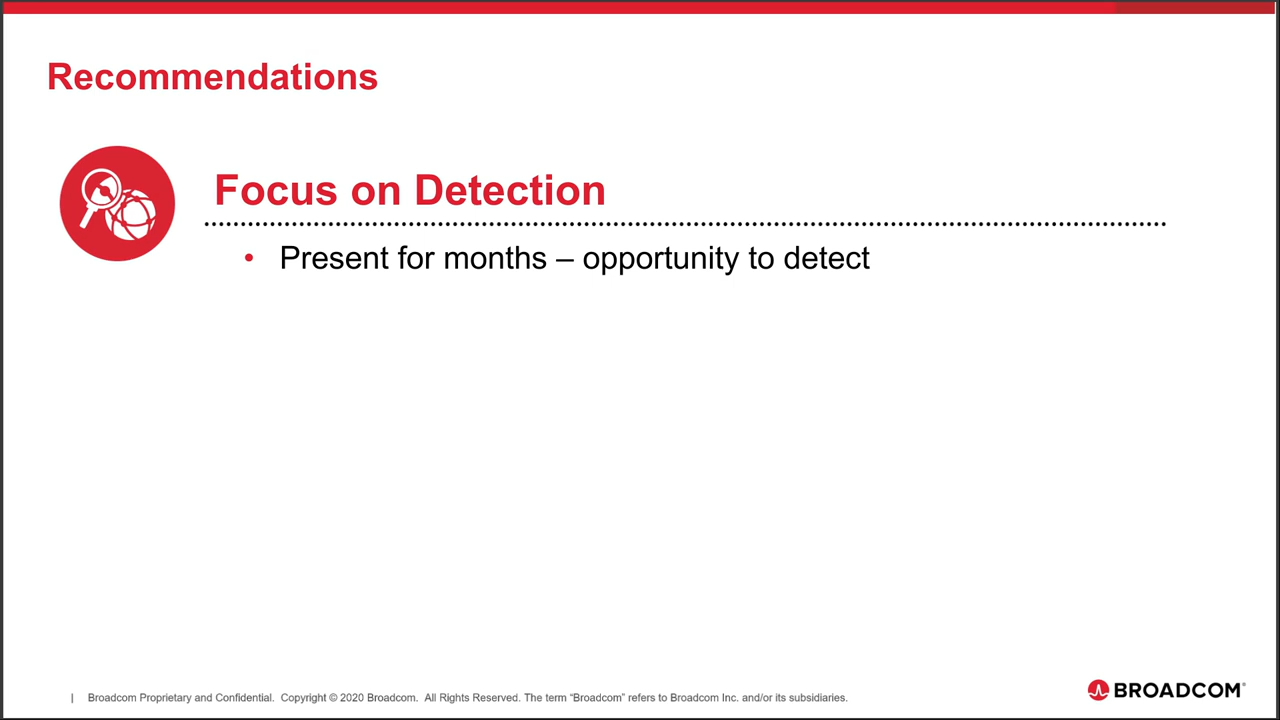 Recommendations
Focus on Detection
• Present for months – opportunity to detect
| Broadcom Proprietary and Confidential. Copyright © 2020 Broadcom. All Rights Reserved. The term “Broadcom” refers to Broadcom Inc. and/or its subsidiaries.
BROADCOM®